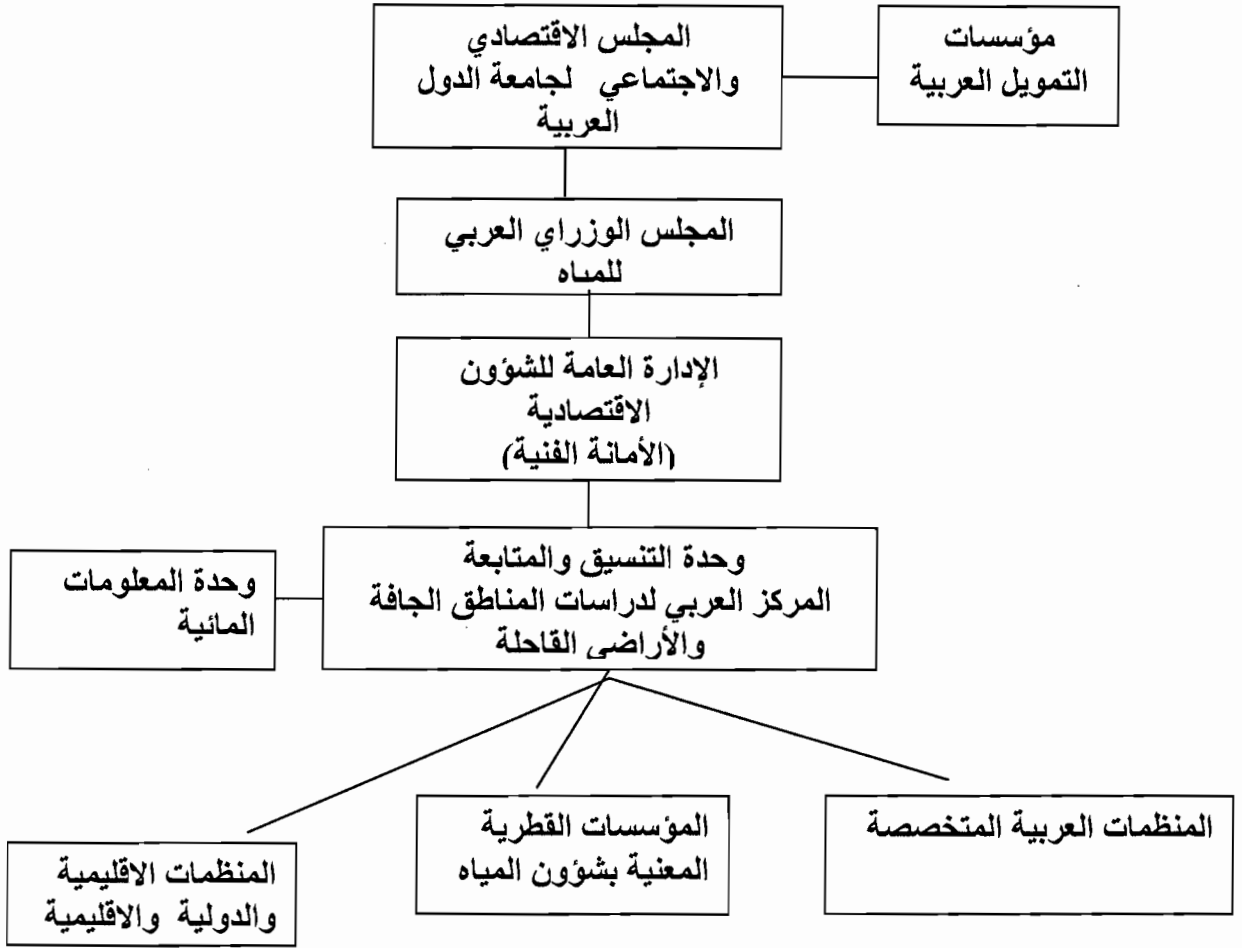 المجلس الاقتصادي
والاجتماعي لجامعة الدول
العربية
مؤسسات
التمويل العربية
المجلس الوزراي العربي
للمياه
الإدارة العامة للشؤون
الاقتصادية
(الأمانة الفنية)
وحدة التنسيق والمتابعة
المركز العربي لدراسات المناطق الجافة
والأراضي القاحلة
وحدة المعلومات
المائية
المنظمات العربية المتخصصة
المؤسسات القطرية
المعنية بشؤون المياه
المنظمات الاقليمية
والدولية والاقليمية